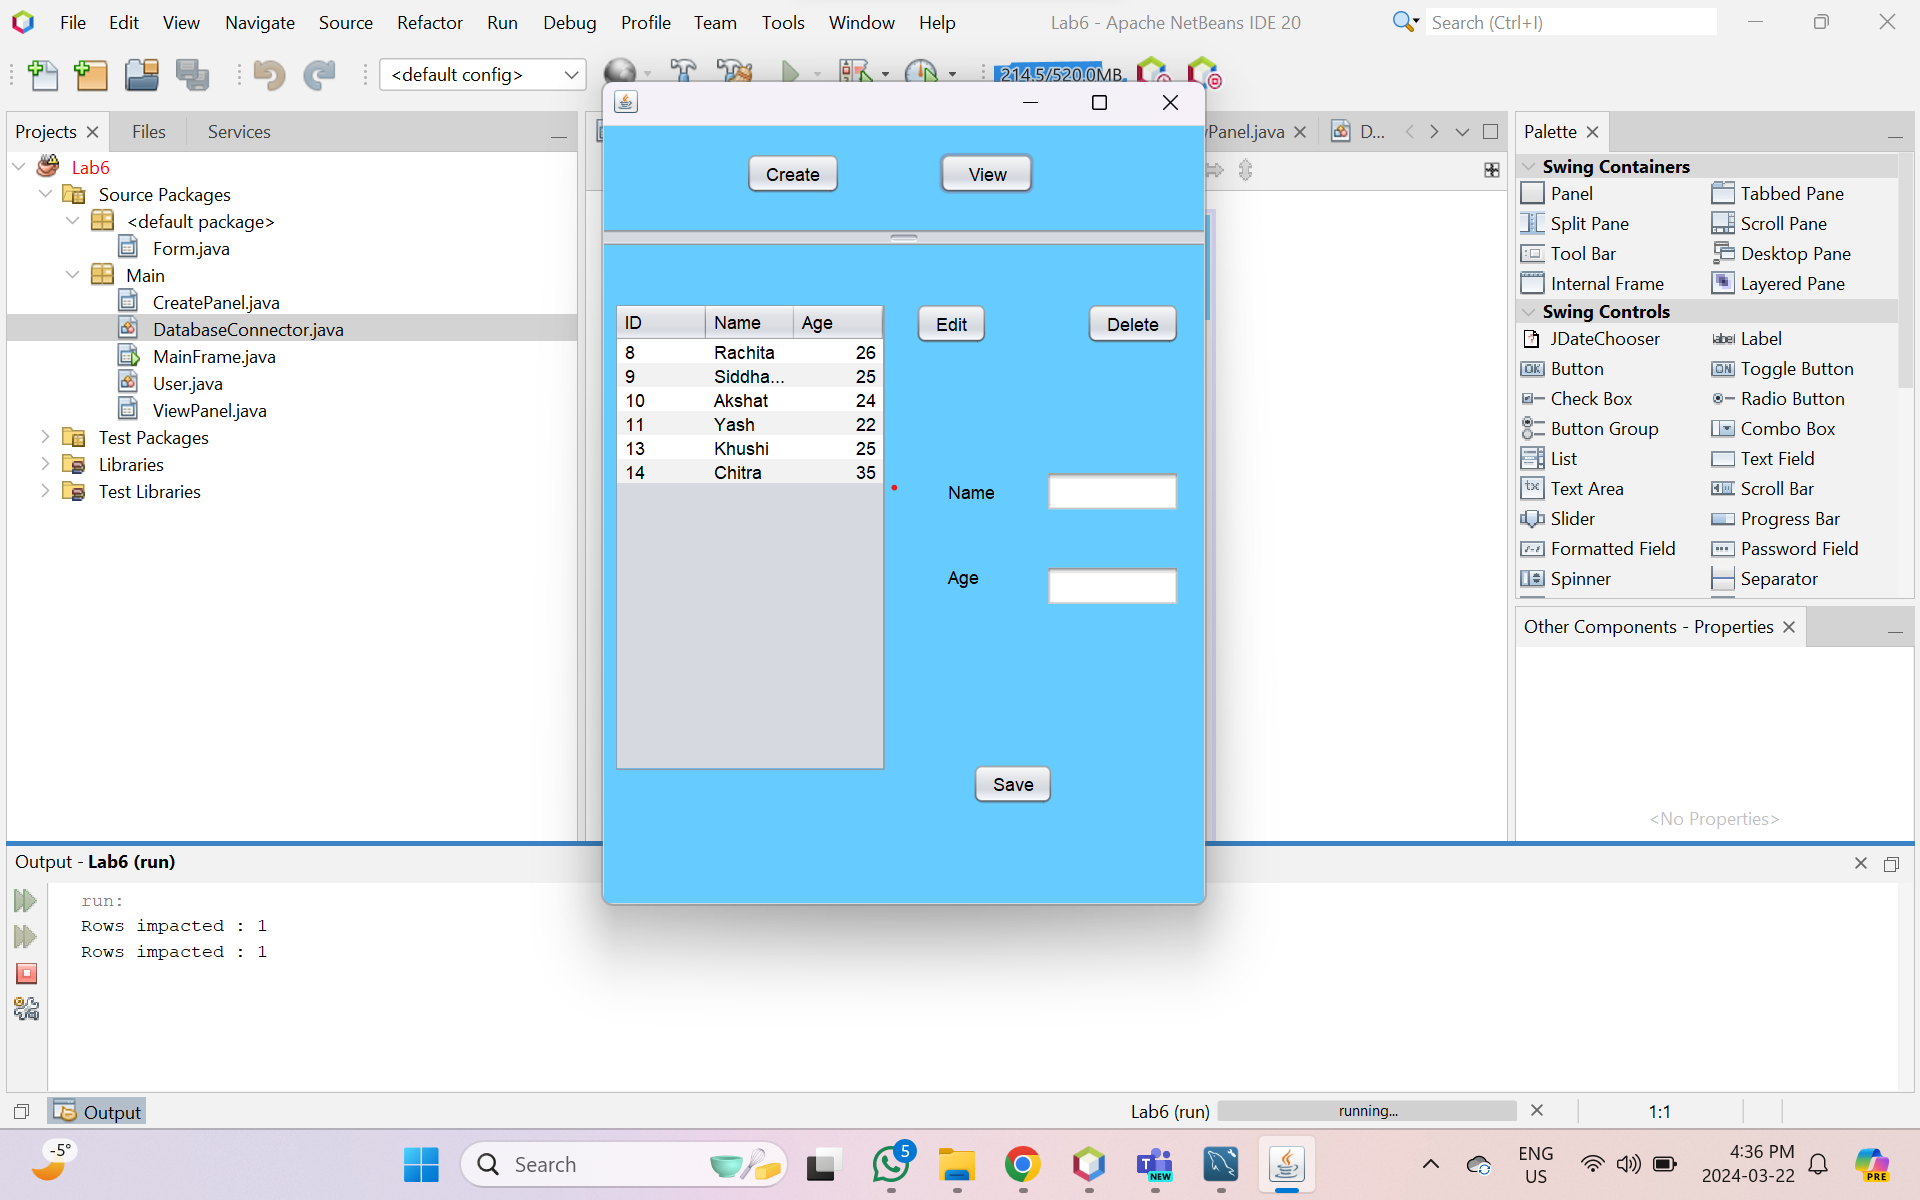 File Edit View Navigate Source Refactor Run Debug Profile Team Tools Window Help Lab6 - Apache NetBeans IDE 20 Search (Ctrl+I)
<default config> 214.5/520.0MB
Projects Files Services
Lab6
Source Packages
<default package>
Form.java
Main
CreatePanel.java
DatabaseConnector.java
MainFrame.java
User.java
ViewPanel.java
Test Packages
Libraries
Test Libraries
Create View
ID Name Age
8 Rachita 26
9 Siddha... 25
10 Akshat 24
11 Yash 22
13 Khushi 25
14 Chitra 35
Edit Delete
Name
Age
Save
Panel.java D...
Palette
Swing Containers
Panel Tabbed Pane
Split Pane Scroll Pane
Tool Bar Desktop Pane
Internal Frame Layered Pane
Swing Controls
JDateChooser Label
Button Toggle Button
Check Box Radio Button
Button Group Combo Box
List Text Field
Text Area Scroll Bar
Slider Progress Bar
Formatted Field Password Field
Spinner Separator
Other Components - Properties
<No Properties>
Output - Lab6 (run)
run:
Rows impacted : 1
Rows impacted : 1
Output Lab6 (run) running... 1:1
-5° Search 5 NEW ENG US 4:36 PM 2024-03-22 PRE